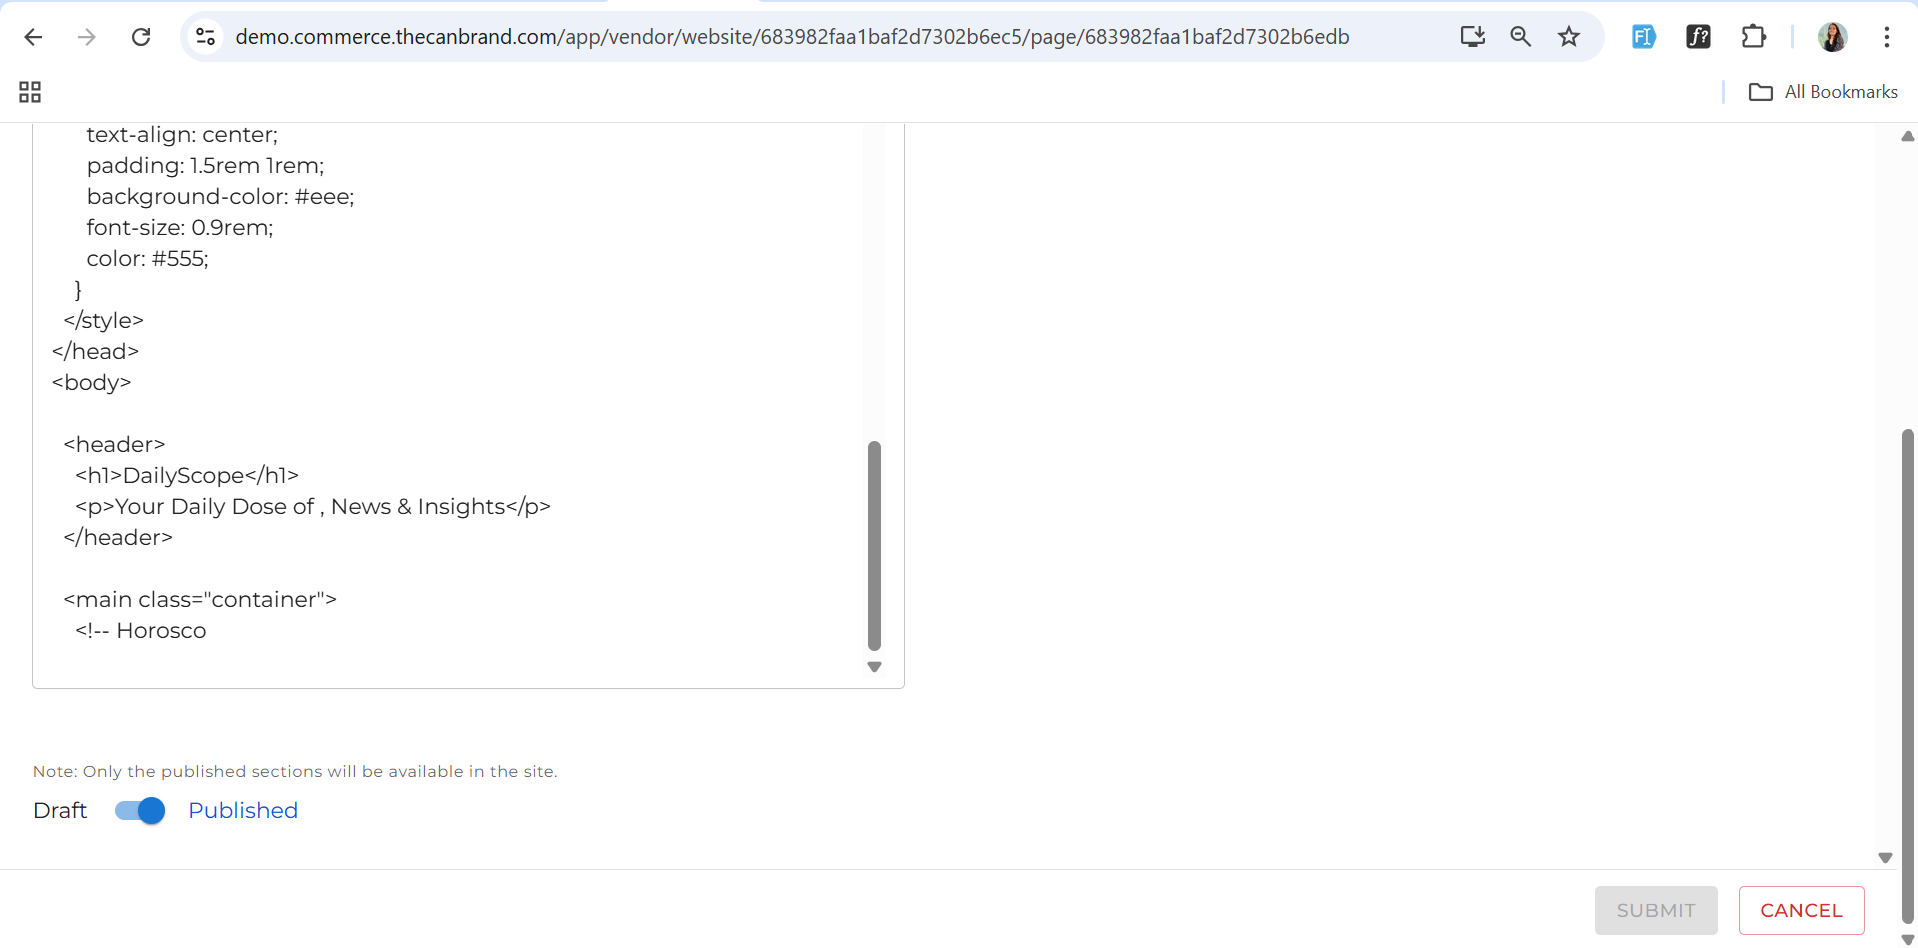 demo.commerce.thecanbrand.com/app/vendor/website/683982faa1baf2d7302b6ec5/page/683982faa1baf2d7302b6edb
FI
f?
All Bookmarks
text-align: center;
padding: 1.5rem 1rem;
background-color: #eee;
font-size: 0.9rem;
color: #555;
}
</style>
</head>
<body>
<header>
<h1>DailyScope</h1>
<p>Your Daily Dose of , News & Insights</p>
</header>
<main class="container">
<!-- Horosco
Note: Only the published sections will be available in the site.
Draft Published
SUBMIT CANCEL